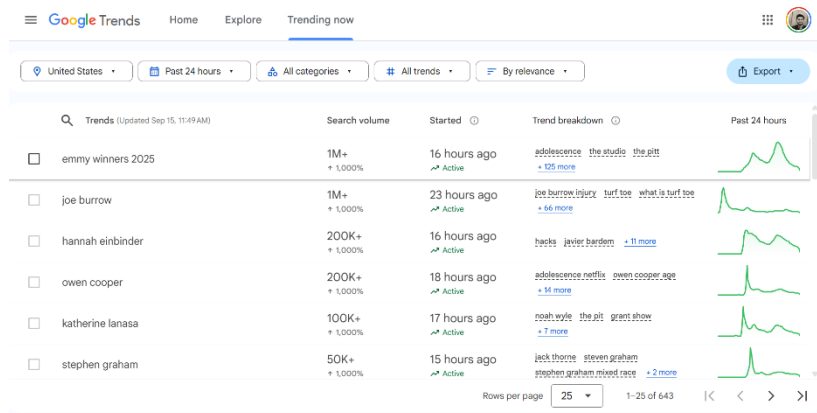 Google Trends Home Explore Trending now
United States Past 24 hours All categories All trends By relevance Export
Trends (Updated Sep 15, 11:49 AM) Search volume Started Trend breakdown Past 24 hours
emmy winners 2025 1M+ 16 hours ago adolescence the studio the pitt
↑ 1,000% Active + 125 more
joe burrow 1M+ 23 hours ago joe burrow injury turf toe what is turf toe
↑ 1,000% Active + 66 more
hannah einbinder 200K+ 16 hours ago hacks javier bardem + 11 more
↑ 1,000% Active
owen cooper 200K+ 18 hours ago adolescence netflix owen cooper age
↑ 1,000% Active + 14 more
katherine lanasa 100K+ 17 hours ago noah wyle the pit grant show
↑ 1,000% Active + 7 more
stephen graham 50K+ 15 hours ago jack thorne steven graham
↑ 1,000% Active stephen graham mixed race + 2 more
Rows per page 25 1–25 of 643